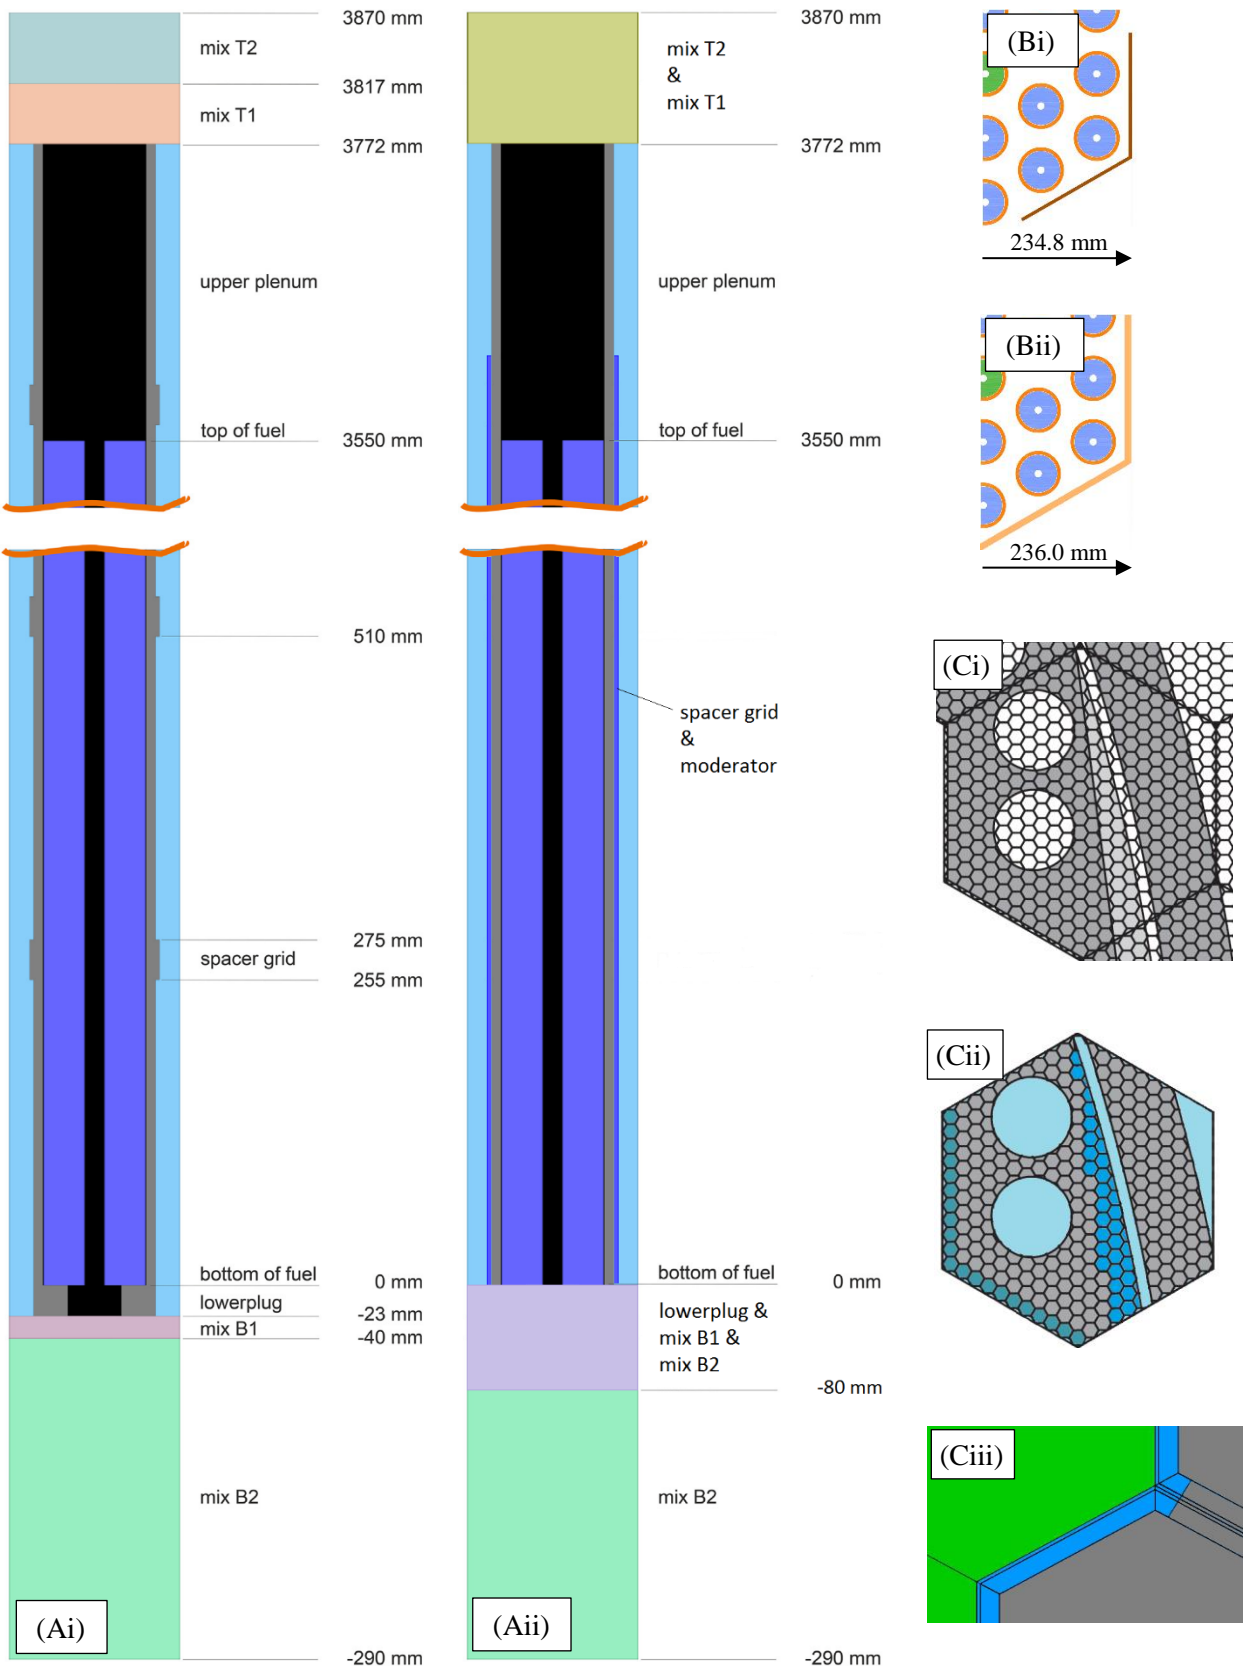 3870 mm
mix T2
3817 mm
mix T1
3772 mm
upper plenum
top of fuel
3550 mm
510 mm
275 mm
spacer grid
255 mm
bottom of fuel
0 mm
lowerplug
-23 mm
mix B1
-40 mm
mix B2
(Ai)
-290 mm
3870 mm
mix T2
&
mix T1
3772 mm
upper plenum
top of fuel
3550 mm
spacer grid
&
moderator
bottom of fuel
0 mm
lowerplug &
mix B1 &
mix B2
-80 mm
mix B2
(Aii)
-290 mm
(Bi)
234.8 mm
(Bii)
236.0 mm
(Ci)
(Cii)
(Ciii)